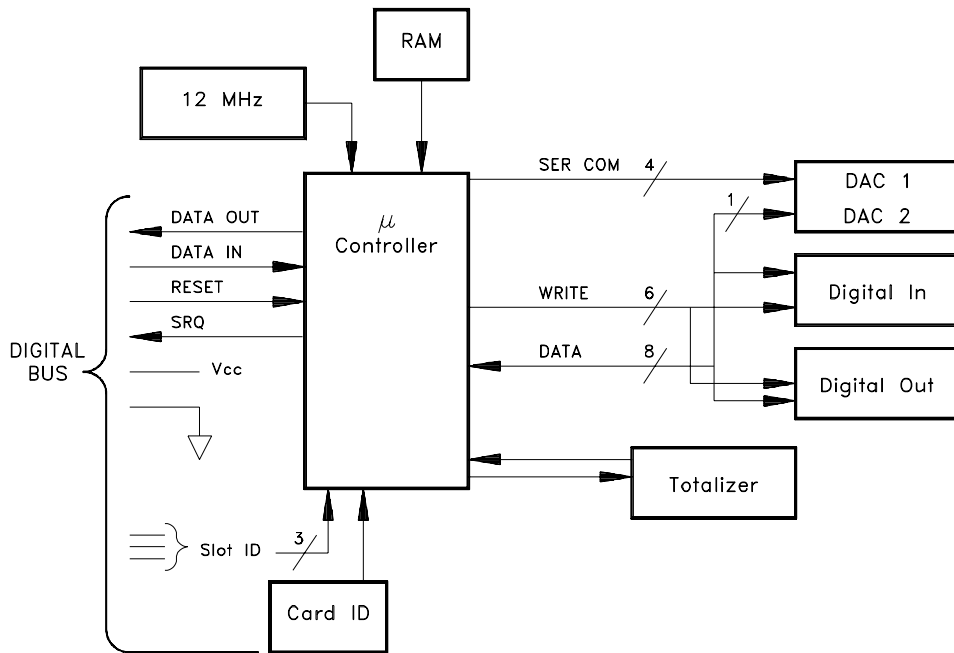 RAM
12 MHz
SER COM 4
DAC 1
1
DAC 2
μ
Controller
DATA OUT
DATA IN
RESET
SRQ
Vcc
DIGITAL
BUS
Digital In
WRITE 6
DATA 8
Digital Out
Totalizer
Slot ID 3
Card ID